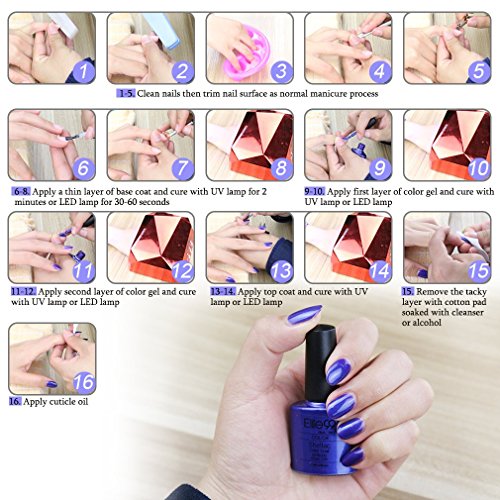 1
2
3
4
5
1-5. Clean nails then trim nail surface as normal manicure process
6
7
8
9
10
6-8. Apply a thin layer of base coat and cure with UV lamp for 2
minutes or LED lamp for 30-60 seconds
9-10. Apply first layer of color gel and cure with
UV lamp or LED lamp
11
12
13
14
15
11-12. Apply second layer of color gel and cure
with UV lamp or LED lamp
13-14. Apply top coat and cure with UV
lamp or LED lamp
15. Remove the tacky
layer with cotton pad
soaked with cleanser
or alcohol
16
16. Apply cuticle oil
Elite99
COLOR
Shellac